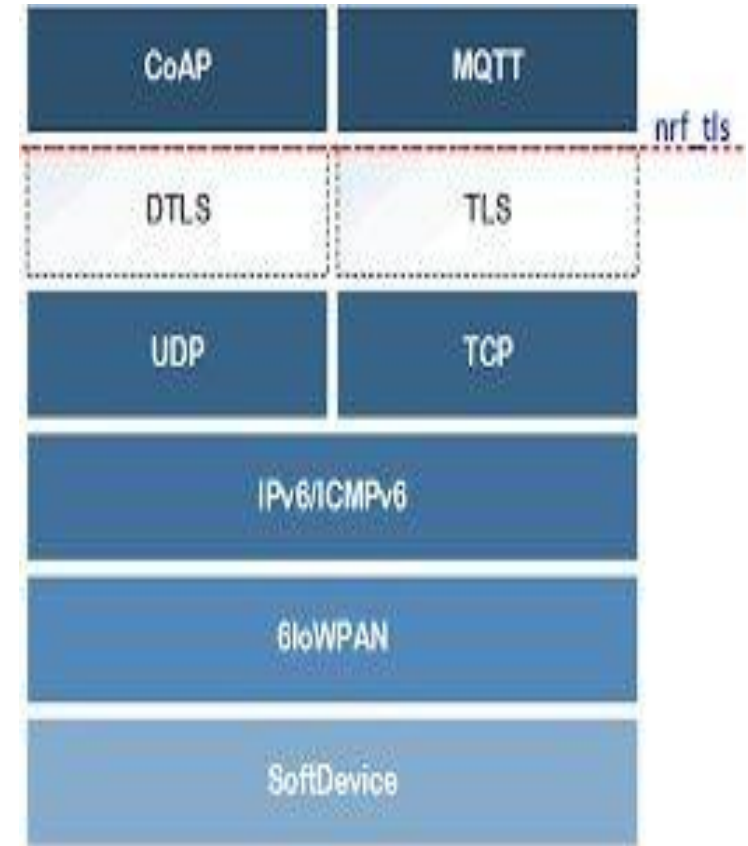 CoAP
MQTT
nrf_tls
DTLS
TLS
UDP
TCP
IPv6/ICMPv6
6loWPAN
SoftDevice